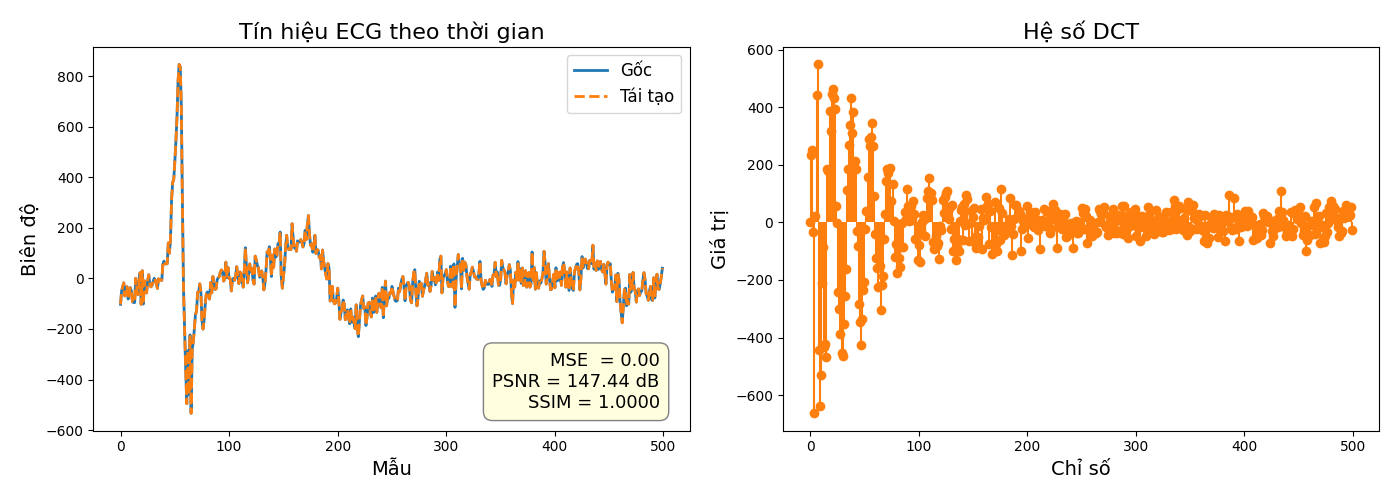 Tín hiệu ECG theo thời gian
Biên độ
800
600
400
200
0
−200
−400
−600
Gốc
Tái tạo
MSE = 0.00
PSNR = 147.44 dB
SSIM = 1.0000
0 100 200 300 400 500
Mẫu
Hệ số DCT
Giá trị
600
400
200
0
−200
−400
−600
0 100 200 300 400 500
Chỉ số